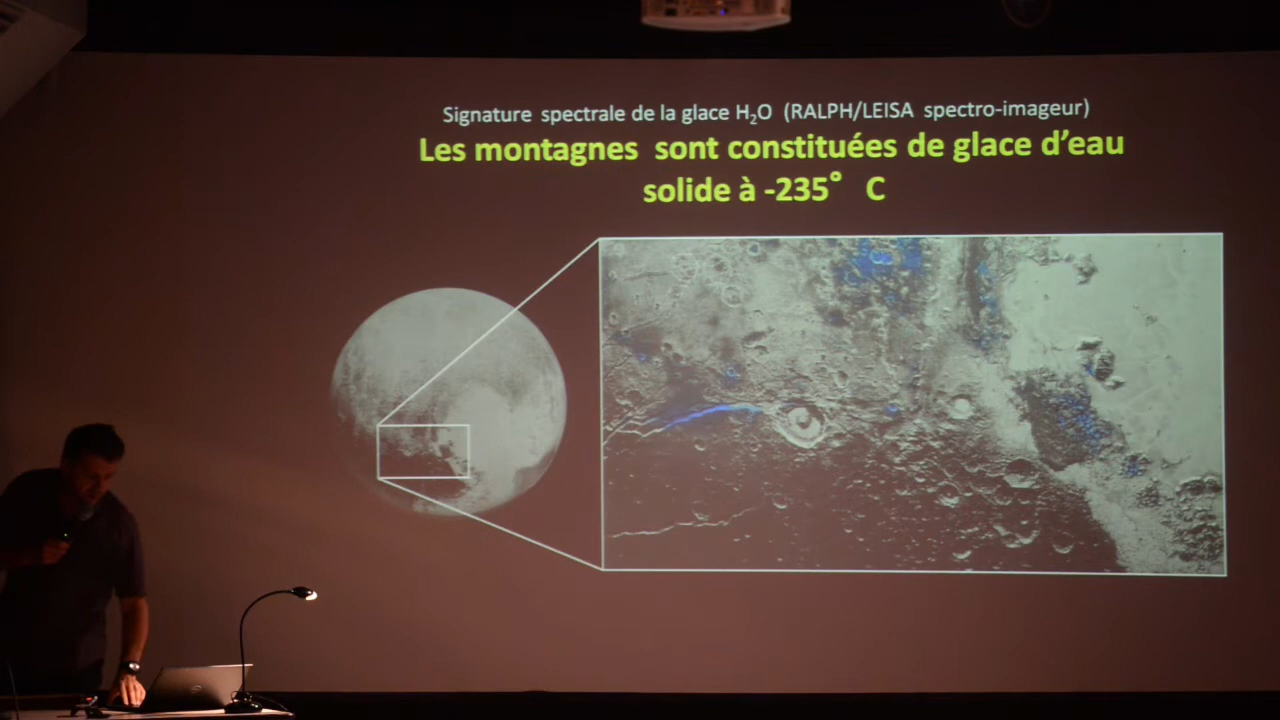 Signature spectrale de la glace H₂O (RALPH/LEISA spectro-imageur)
Les montagnes sont constituées de glace d’eau
solide à -235° C